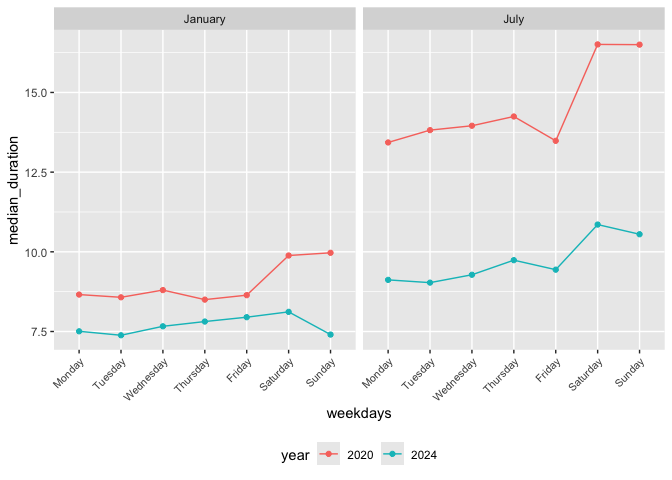 January
July
median_duration
15.0
12.5
10.0
7.5
Monday
Tuesday
Wednesday
Thursday
Friday
Saturday
Sunday
Monday
Tuesday
Wednesday
Thursday
Friday
Saturday
Sunday
weekdays
year 2020 2024